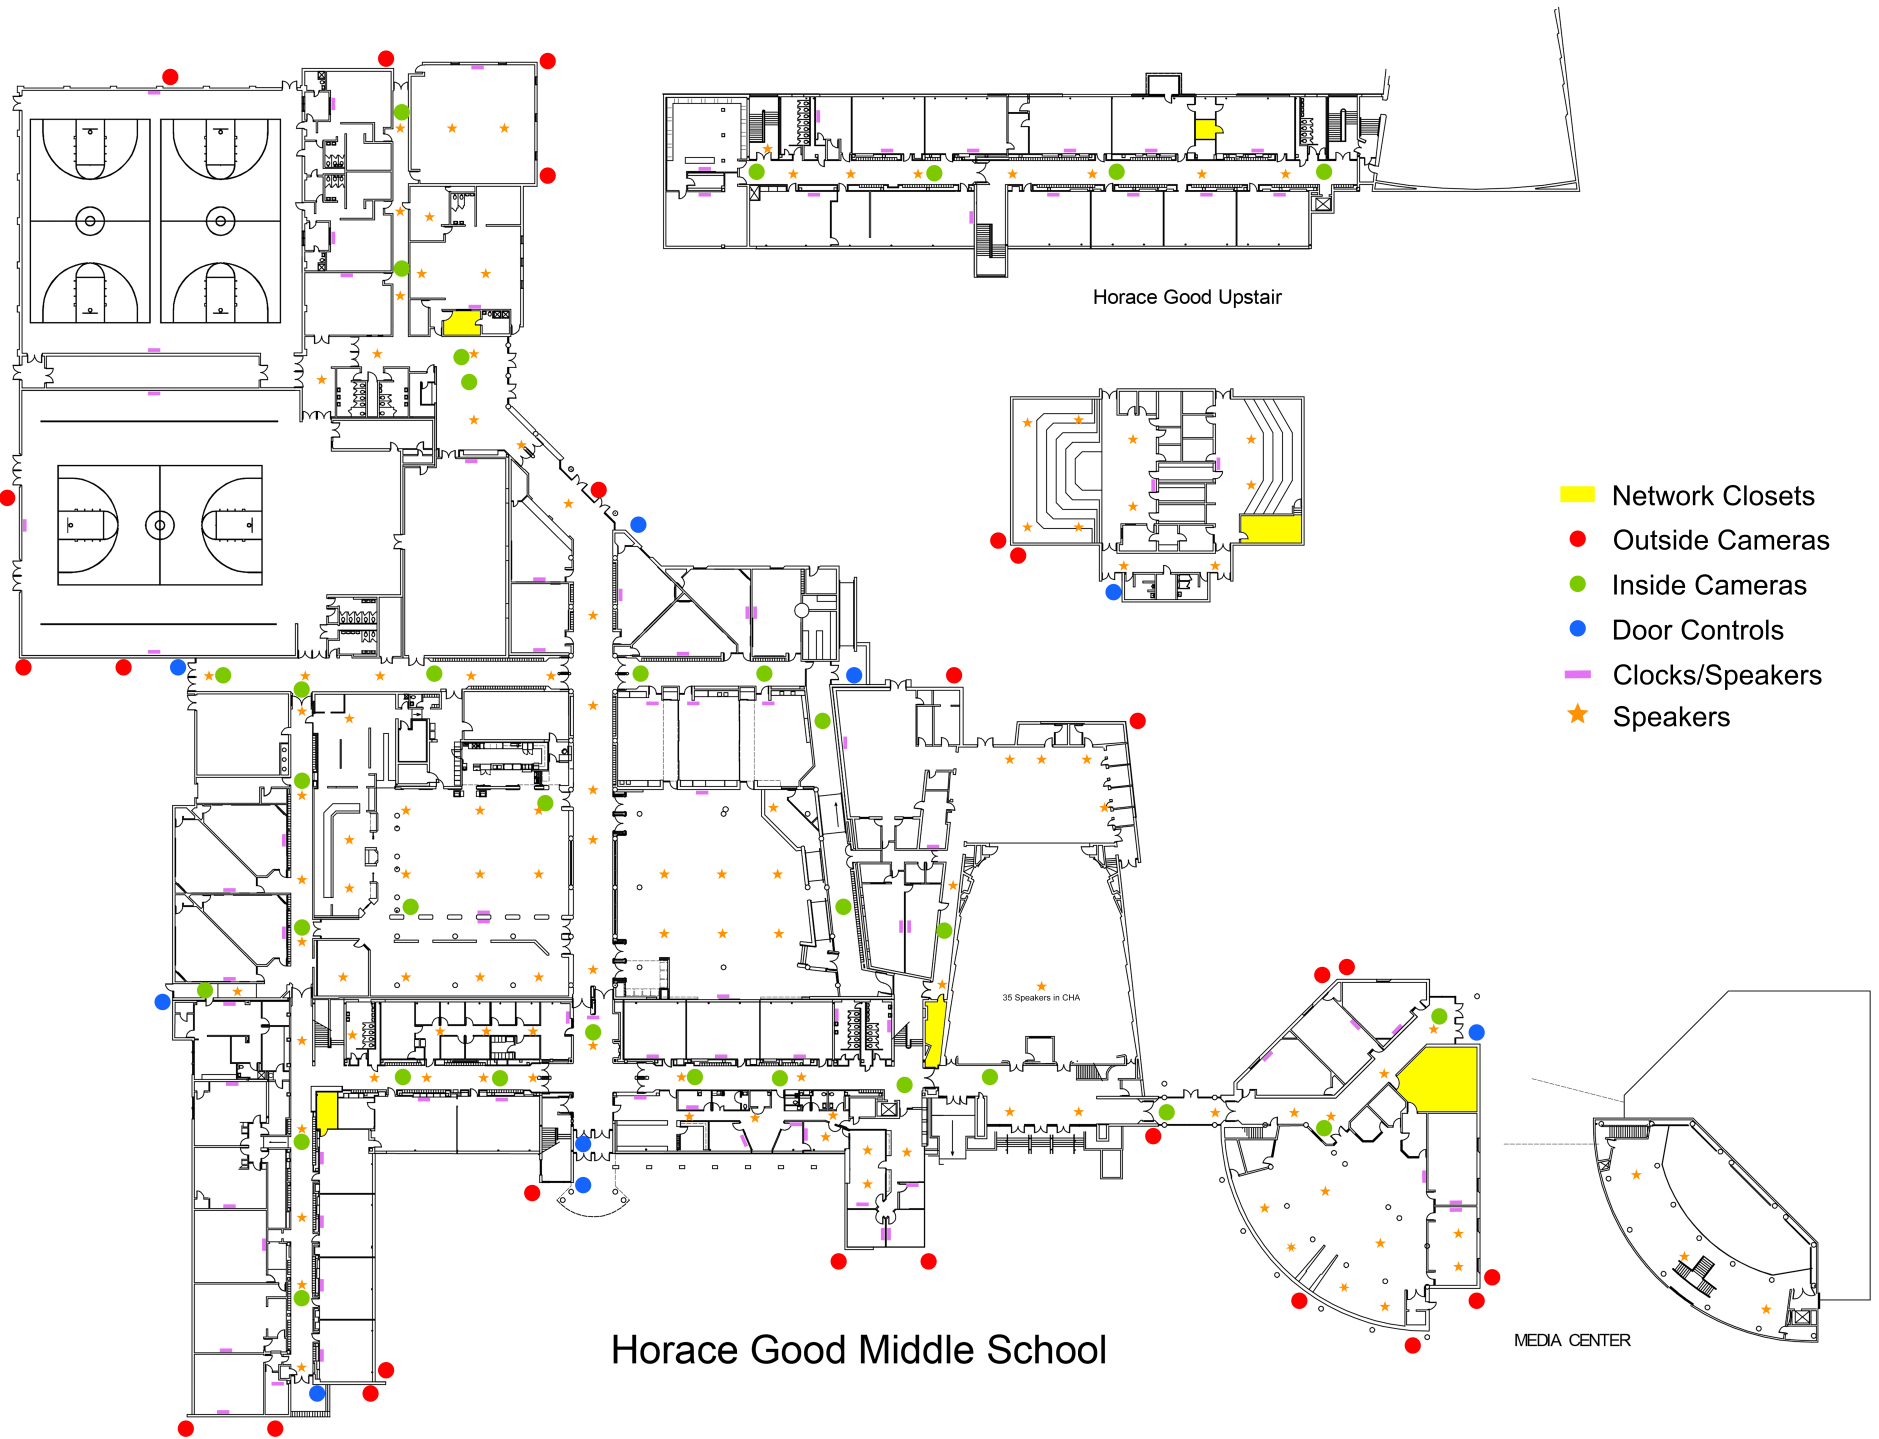 Horace Good Upstair
Network Closets
Outside Cameras
Inside Cameras
Door Controls
Clocks/Speakers
Speakers
35 Speakers in CHA
Horace Good Middle School
MEDIA CENTER